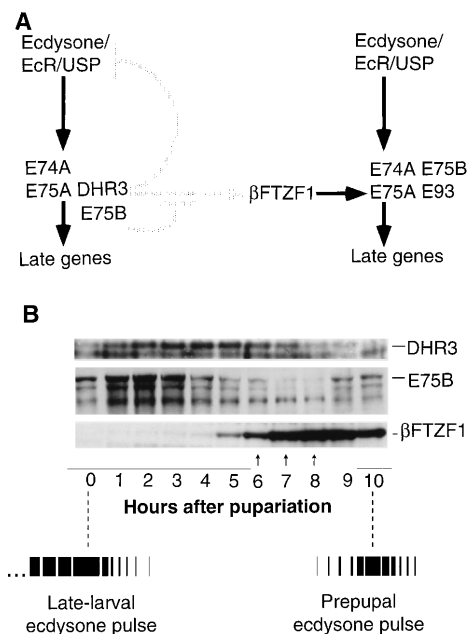 A
Ecdysone/
EcR/USP
Ecdysone/
EcR/USP
E74A
E75A DHR3
E75B
βFTZF1
E74A E75B
E75A E93
Late genes
Late genes
B
DHR3
E75B
βFTZF1
0 1 2 3 4 5 6 7 8 9 10
Hours after pupariation
...
Late-larval
ecdysone pulse
Prepupal
ecdysone pulse